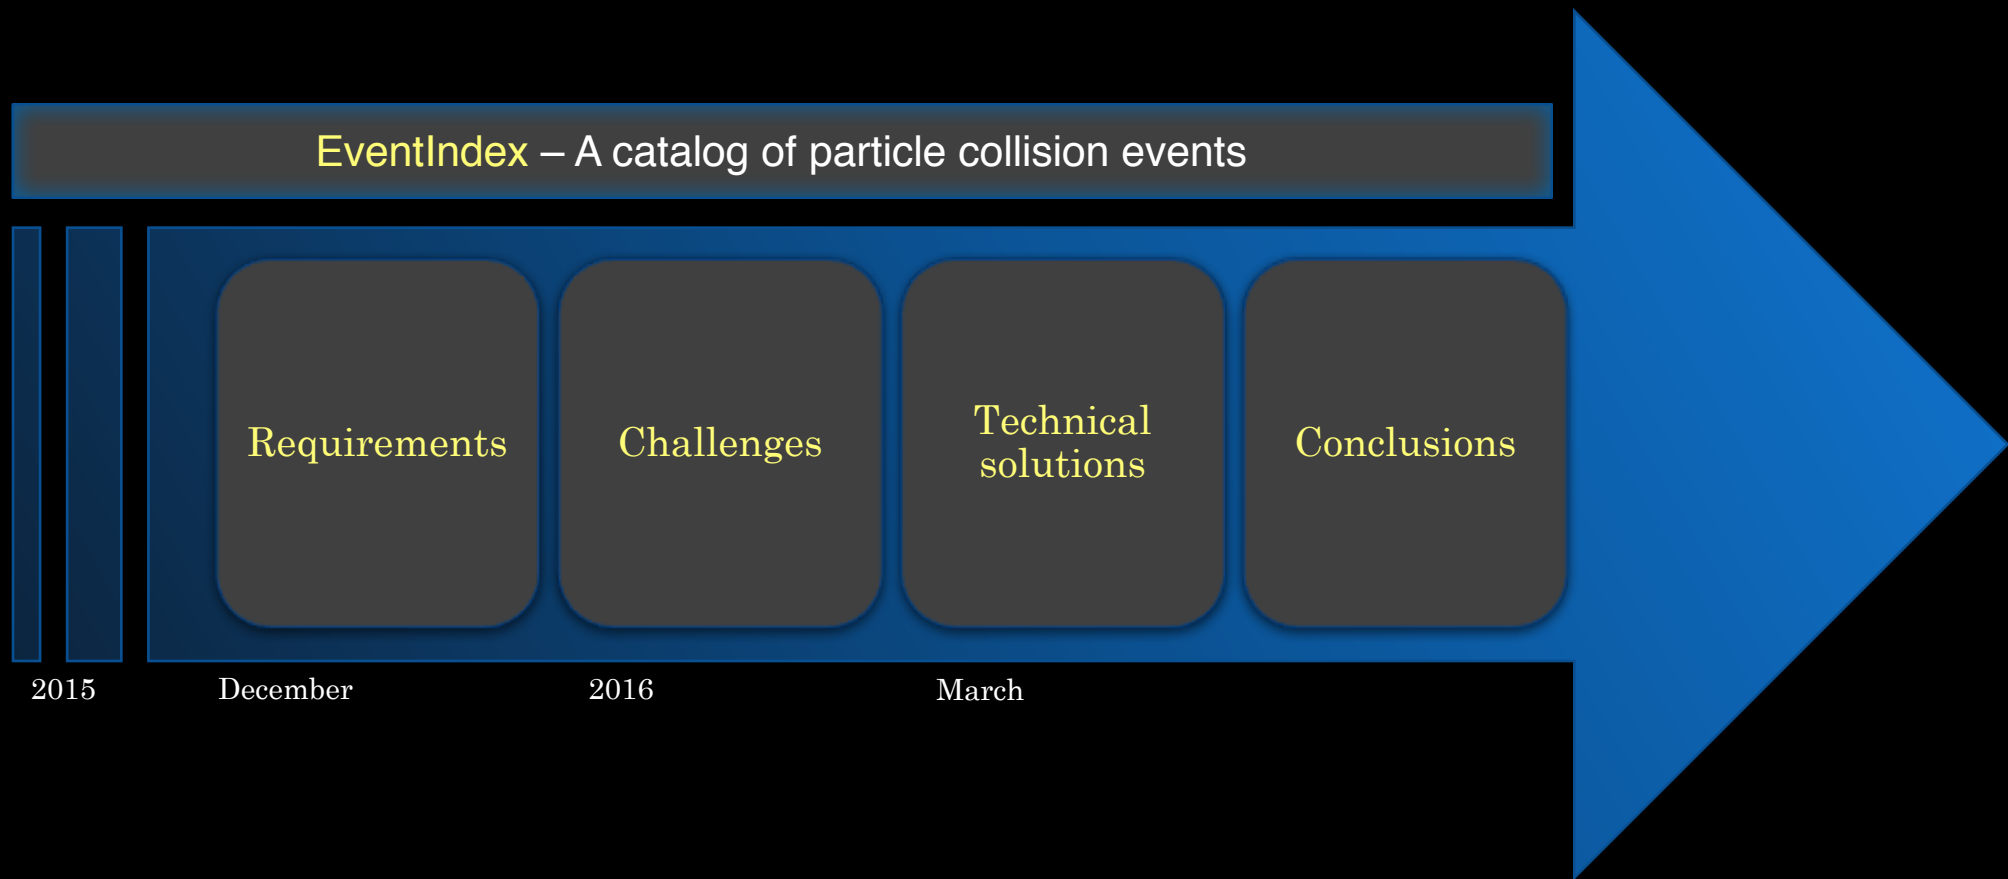 EventIndex – A catalog of particle collision events
Requirements
Challenges
Technical
solutions
Conclusions
2015
December
2016
March